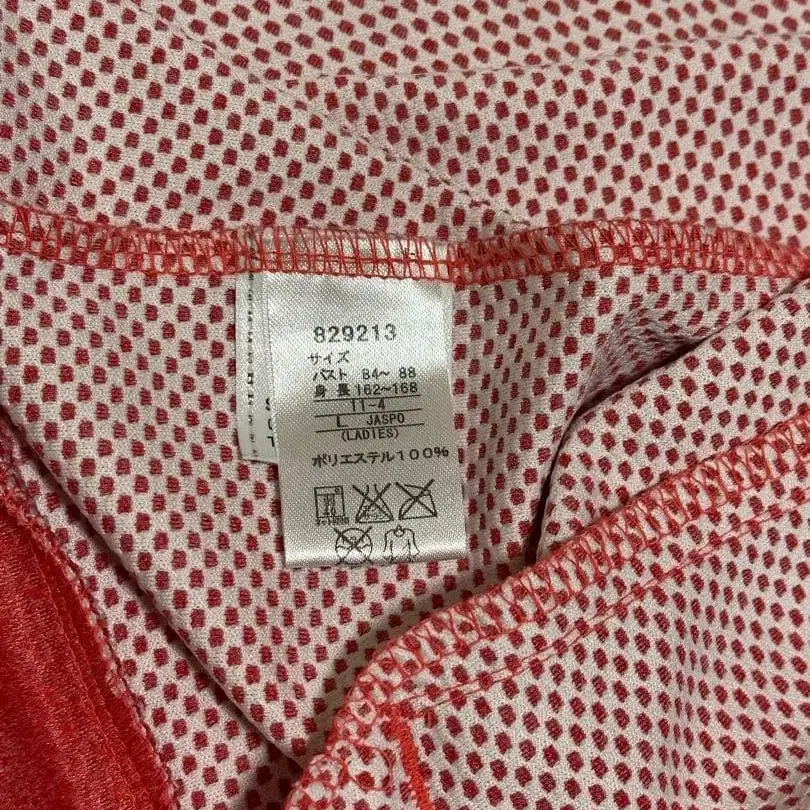 829213
サイズ
バスト 84～ 88
身 長 162～168
T1-4
L JASPO
(LADIES)
ポリエステル100%